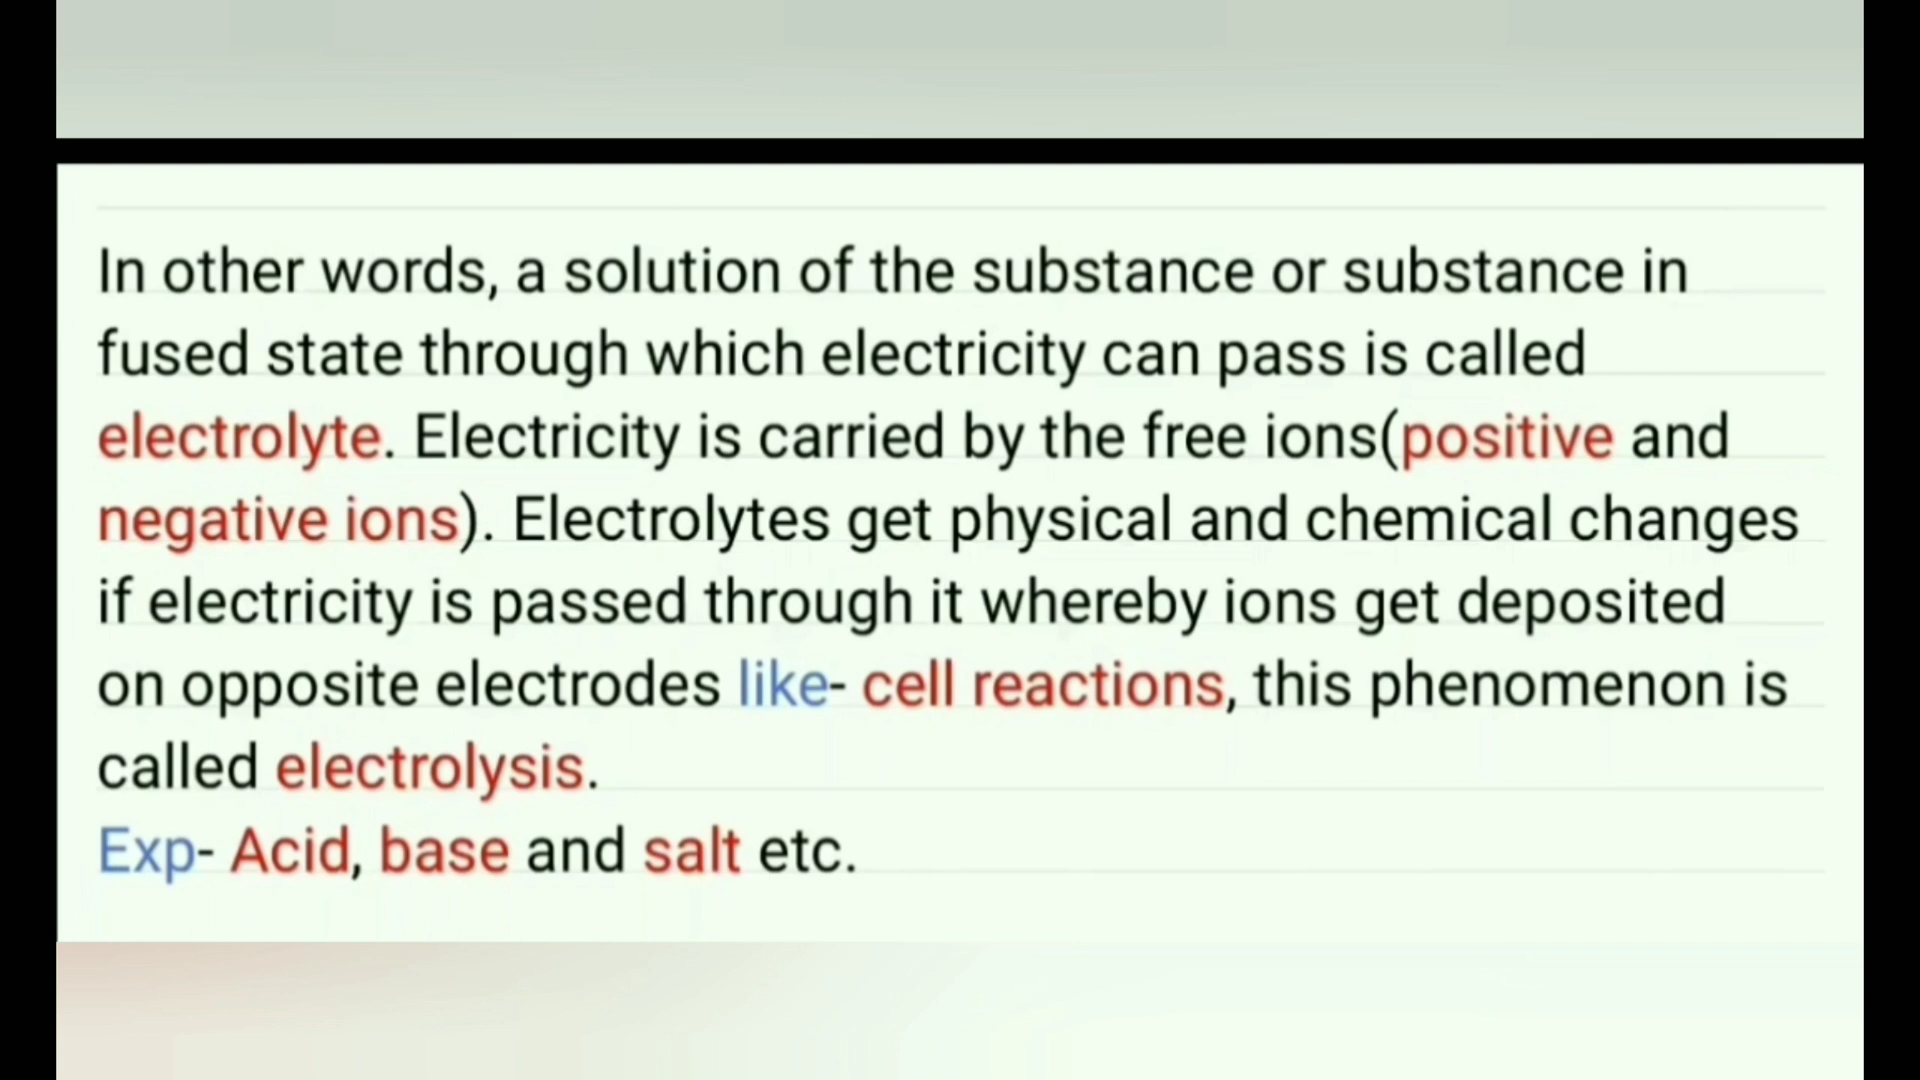 In other words, a solution of the substance or substance in
fused state through which electricity can pass is called
electrolyte. Electricity is carried by the free ions(positive and
negative ions). Electrolytes get physical and chemical changes
if electricity is passed through it whereby ions get deposited
on opposite electrodes like- cell reactions, this phenomenon is
called electrolysis.
Exp- Acid, base and salt etc.